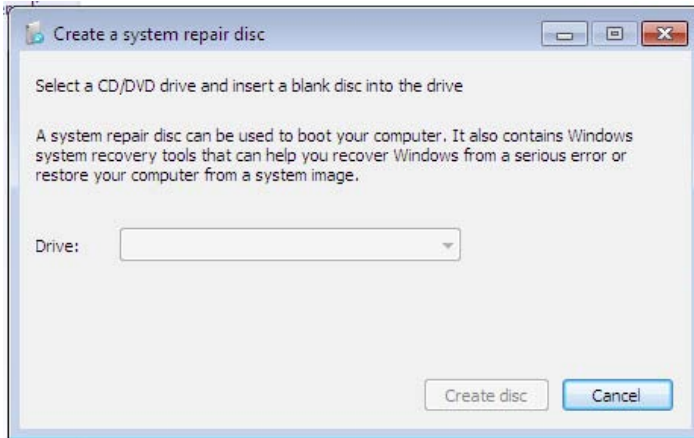 Create a system repair disc
Select a CD/DVD drive and insert a blank disc into the drive
A system repair disc can be used to boot your computer. It also contains Windows
system recovery tools that can help you recover Windows from a serious error or
restore your computer from a system image.
Drive:
Create disc
Cancel